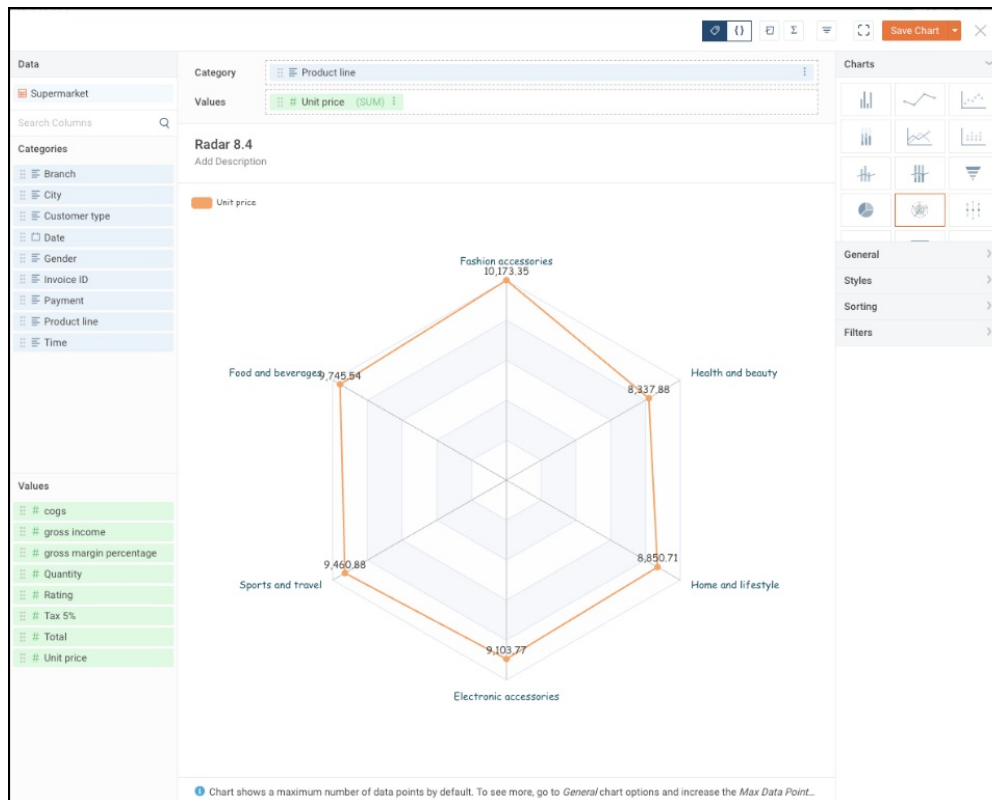 {}
Σ
Save Chart
Data
Supermarket
Search Columns
Categories
Branch
City
Customer type
Date
Gender
Invoice ID
Payment
Product line
Time
Values
# cogs
# gross income
# gross margin percentage
# Quantity
# Rating
# Tax 5%
# Total
# Unit price
Category
Product line
Values
# Unit price (SUM)
Radar 8.4
Add Description
Unit price
Fashion accessories
10,173.35
Food and beverages
9,745.54
Health and beauty
8,337.88
Sports and travel
9,460.88
Home and lifestyle
8,850.71
9,103.77
Electronic accessories
Chart shows a maximum number of data points by default. To see more, go to General chart options and increase the Max Data Point...
Charts
General
Styles
Sorting
Filters